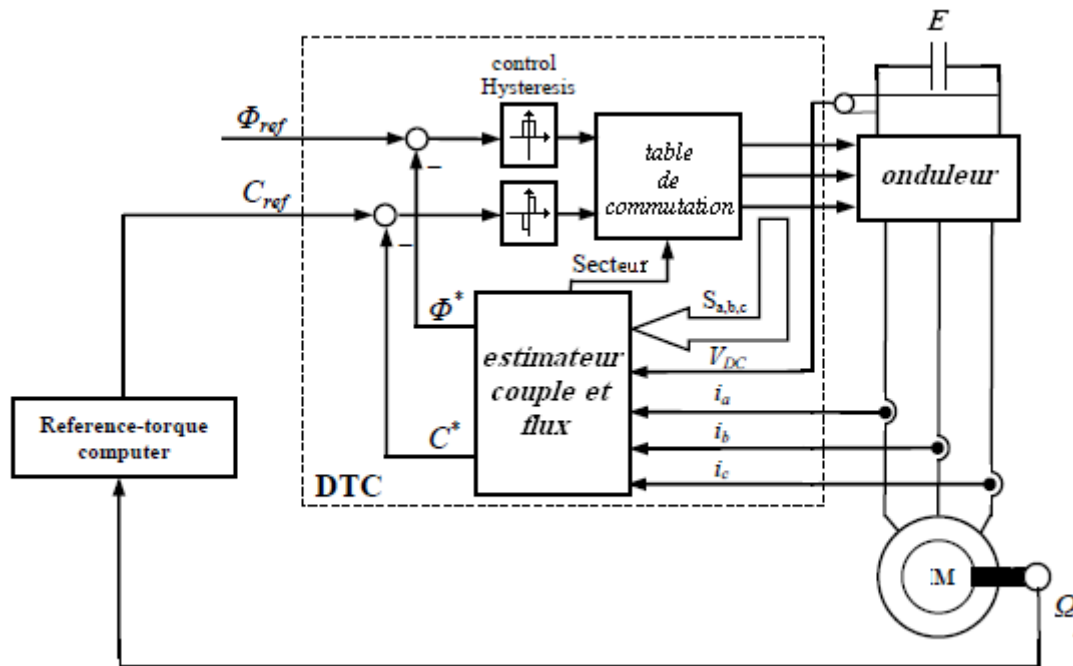 E
control
Hysteresis
Φref
Cref
table
de
commutation
onduleur
Secteur
Sa,b,c
Φ*
estimateur
couple et
flux
VDC
ia
ib
ic
C*
Reference-torque
computer
DTC
IM
Ω